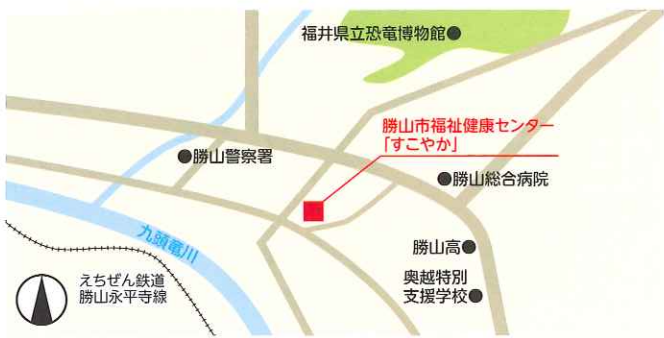 福井県立恐竜博物館
勝山市福祉健康センター
「すこやか」
勝山警察署
勝山総合病院
九頭竜川
勝山高
えちぜん鉄道
勝山永平寺線
奥越特別
支援学校